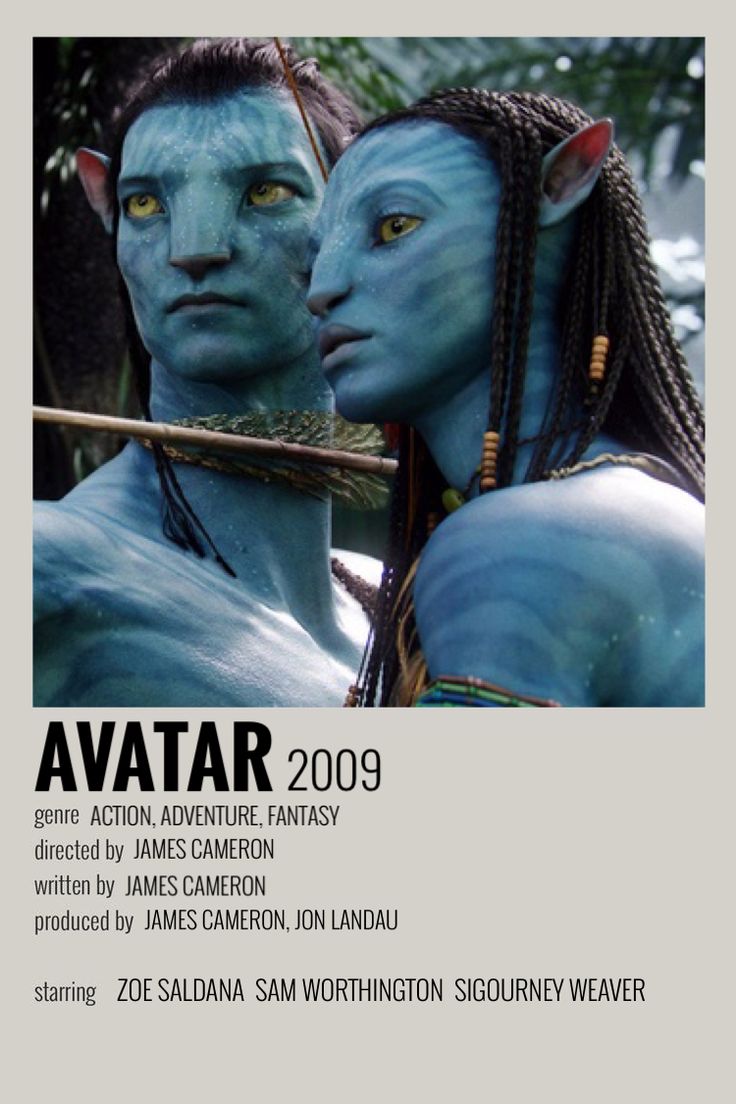 AVATAR 2009
genre ACTION, ADVENTURE, FANTASY
directed by JAMES CAMERON
written by JAMES CAMERON
produced by JAMES CAMERON, JON LANDAU
starring ZOE SALDANA SAM WORTHINGTON SIGOURNEY WEAVER